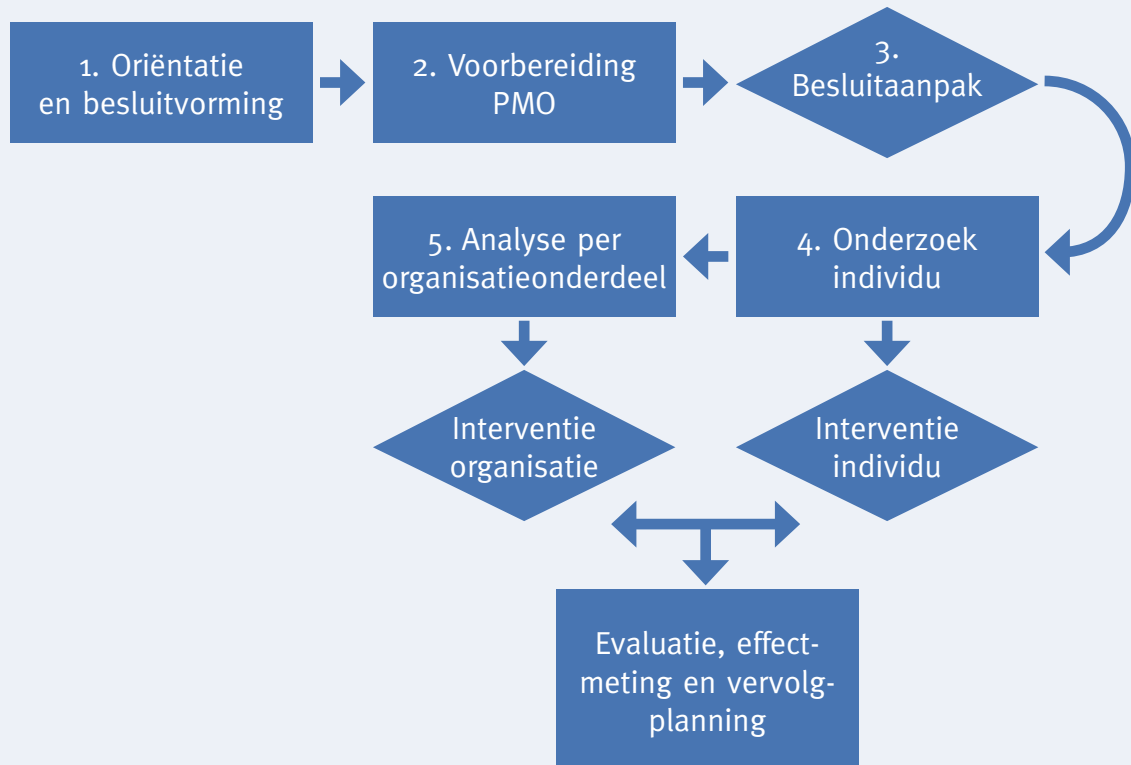 1. Oriëntatie
en besluitvorming
2. Voorbereiding
PMO
3.
Besluitaanpak
5. Analyse per
organisatieonderdeel
4. Onderzoek
individu
Interventie
organisatie
Interventie
individu
Evaluatie, effect-
meting en vervolg-
planning